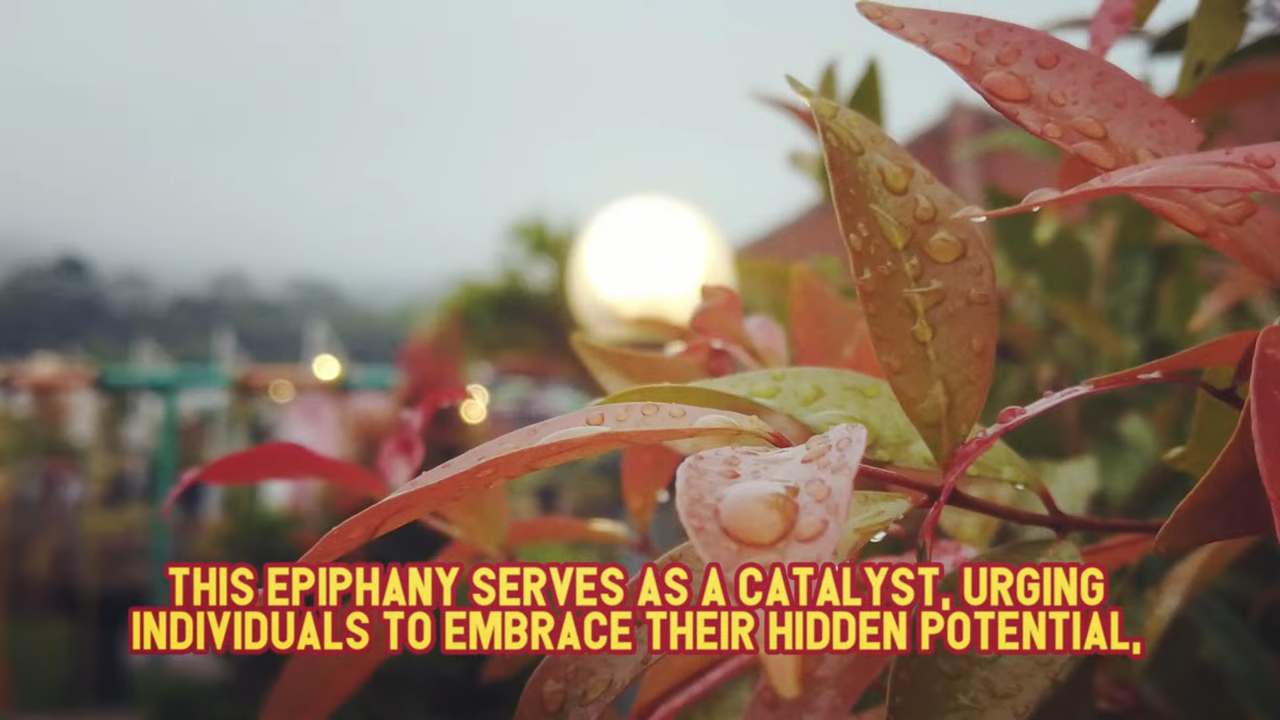 THIS EPIPHANY SERVES AS A CATALYST, URGING
INDIVIDUALS TO EMBRACE THEIR HIDDEN POTENTIAL,